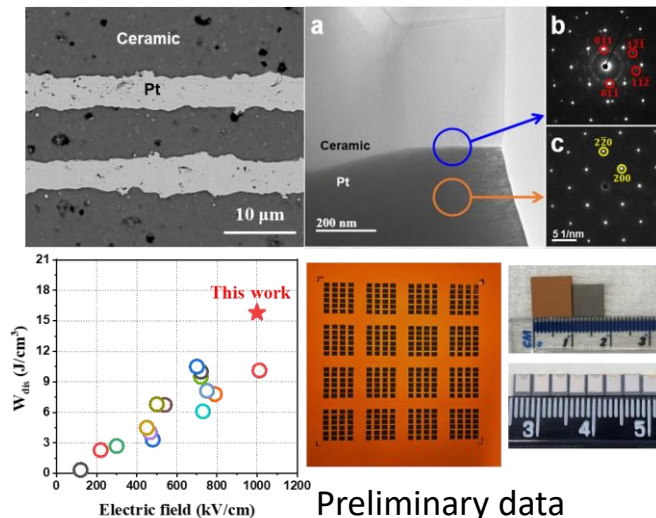 Ceramic
Pt
10 μm
a
Ceramic
Pt
200 nm
b
011
121
112
011
c
220
200
5 1/nm
21
18
15
12
9
6
3
0
W_dis (J/cm³)
This work
0 200 400 600 800 1000 1200
Electric field (kV/cm)
CM 0 1 2 3
3 4 5
Preliminary data